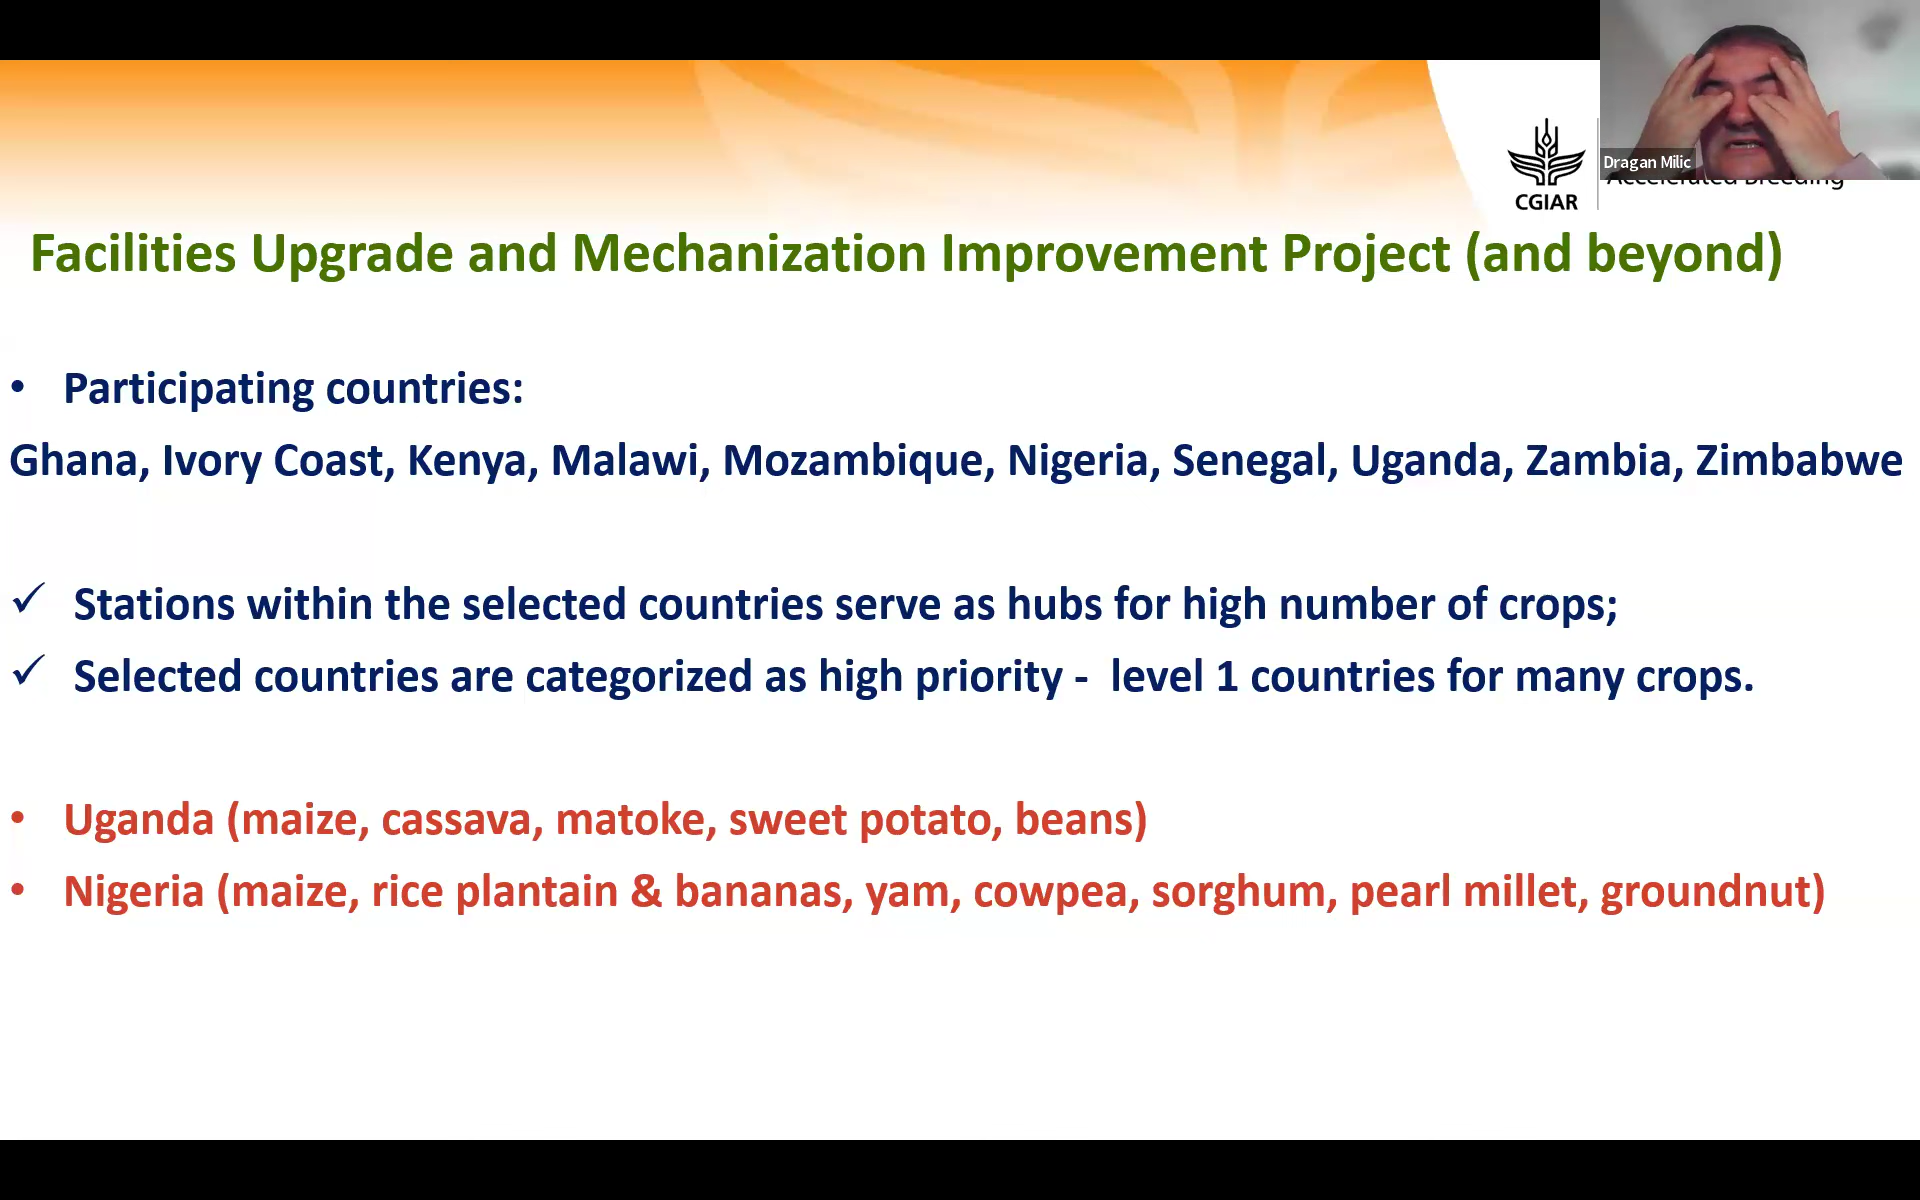 Dragan Milic
CGIAR
Accelerated Breeding
Facilities Upgrade and Mechanization Improvement Project (and beyond)
• Participating countries:
Ghana, Ivory Coast, Kenya, Malawi, Mozambique, Nigeria, Senegal, Uganda, Zambia, Zimbabwe
✓ Stations within the selected countries serve as hubs for high number of crops;
✓ Selected countries are categorized as high priority - level 1 countries for many crops.
• Uganda (maize, cassava, matoke, sweet potato, beans)
• Nigeria (maize, rice plantain & bananas, yam, cowpea, sorghum, pearl millet, groundnut)